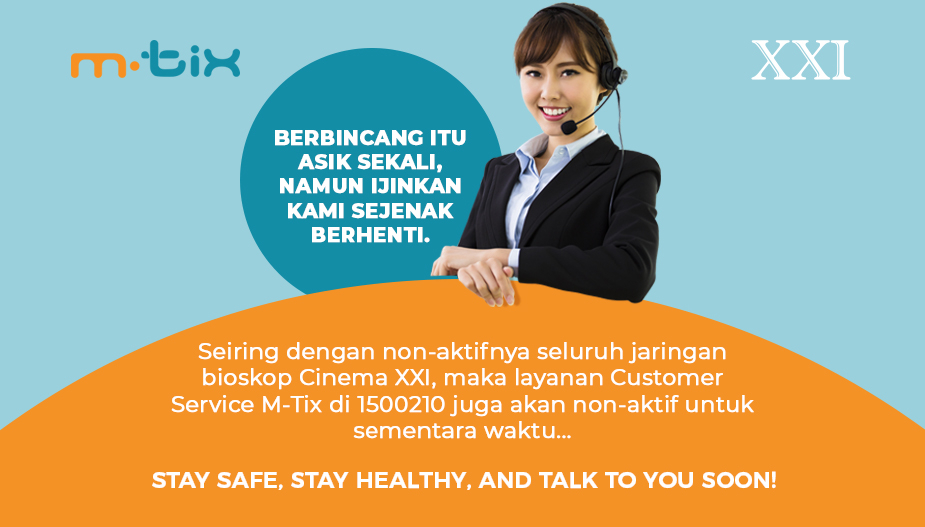 m·tix
XXI
BERBINCANG ITU
ASIK SEKALI,
NAMUN IJINKAN
KAMI SEJENAK
BERHENTI.
Seiring dengan non-aktifnya seluruh jaringan
bioskop Cinema XXI, maka layanan Customer
Service M-Tix di 1500210 juga akan non-aktif untuk
sementara waktu...
STAY SAFE, STAY HEALTHY, AND TALK TO YOU SOON!